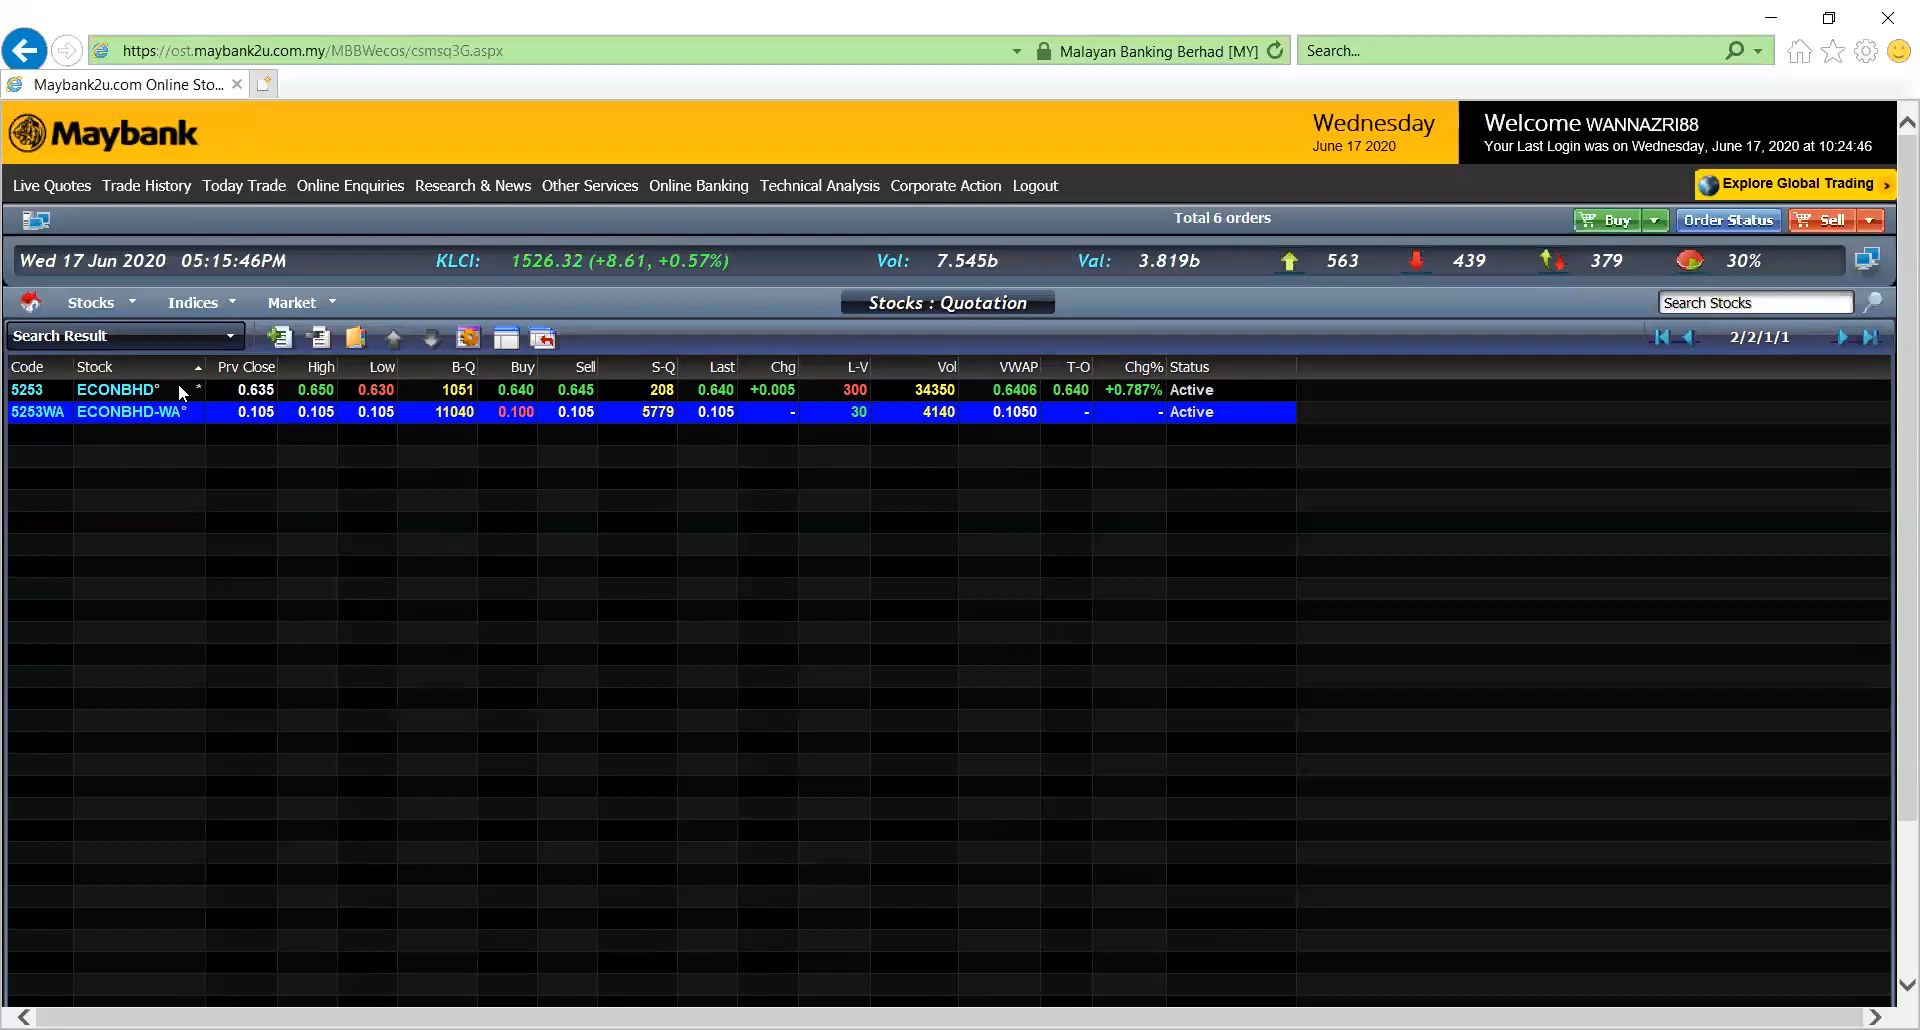 https://ost.maybank2u.com.my/MBBWecos/csmsq3G.aspx Malayan Banking Berhad [MY] Search...
Maybank2u.com Online Sto...
Maybank Wednesday Welcome WANNAZRI88
June 17 2020 Your Last Login was on Wednesday, June 17, 2020 at 10:24:46
Live Quotes Trade History Today Trade Online Enquiries Research & News Other Services Online Banking Technical Analysis Corporate Action Logout Explore Global Trading >
Total 6 orders Buy Order Status Sell
Wed 17 Jun 2020 05:15:46PM KLCI: 1526.32 (+8.61, +0.57%) Vol: 7.545b Val: 3.819b 563 439 379 30%
Stocks Indices Market Stocks : Quotation Search Stocks
Search Result 2/2/1/1
Code Stock Prv Close High Low B-Q Buy Sell S-Q Last Chg L-V Vol VWAP T-O Chg% Status
5253 ECONBHD° * 0.635 0.650 0.630 1051 0.640 0.645 208 0.640 +0.005 300 34350 0.6406 0.640 +0.787% Active
5253WA ECONBHD-WA° 0.105 0.105 0.105 11040 0.100 0.105 5779 0.105 - 30 4140 0.1050 - - Active